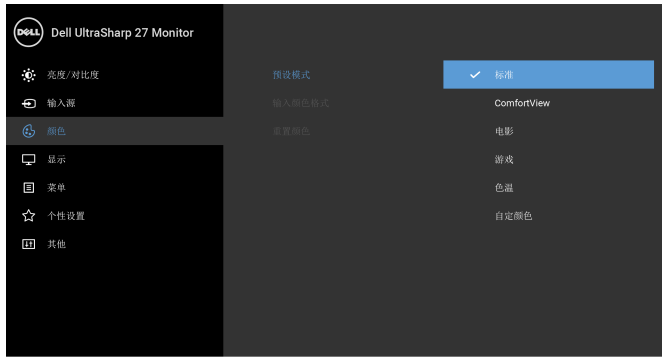 DELL Dell UltraSharp 27 Monitor
亮度/对比度 预设模式 标准
输入源 输入颜色格式 ComfortView
颜色 重置颜色 电影
显示 游戏
菜单 色温
个性设置 自定颜色
其他